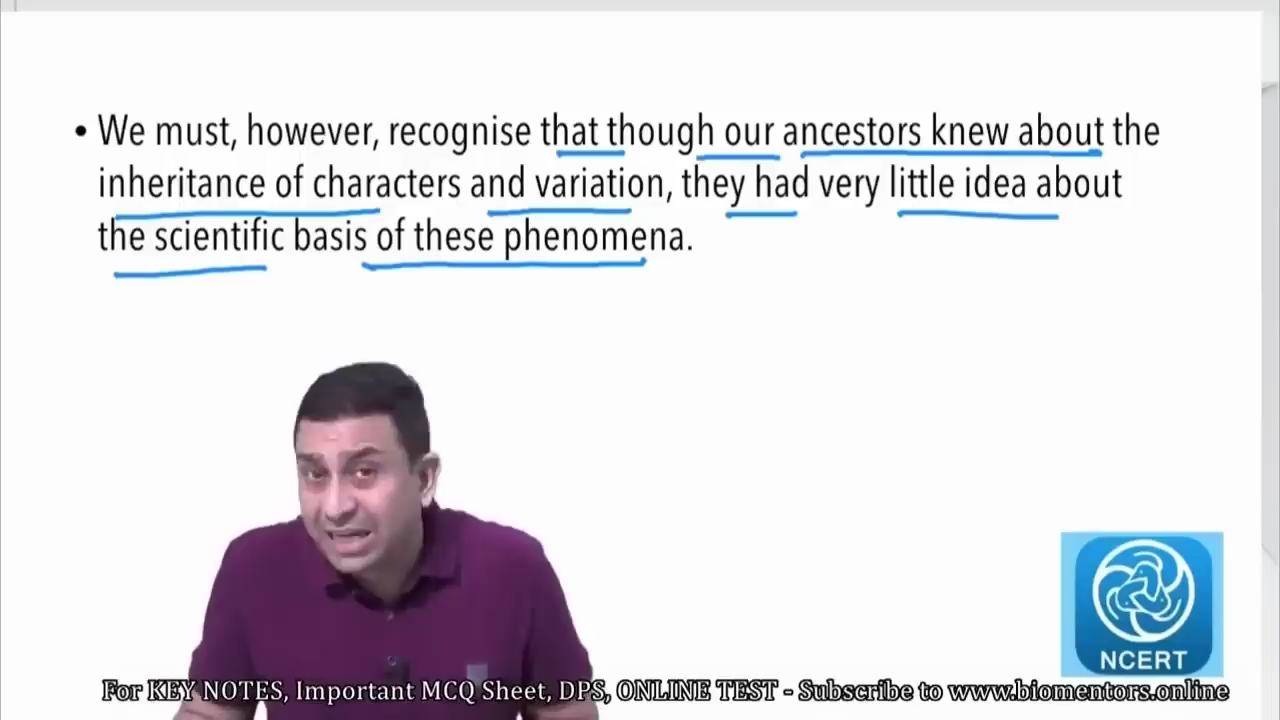 • We must, however, recognise that though our ancestors knew about the
inheritance of characters and variation, they had very little idea about
the scientific basis of these phenomena.
NCERT
For KEY NOTES, Important MCQ Sheet, DPS, ONLINE TEST - Subscribe to www.biomentors.online